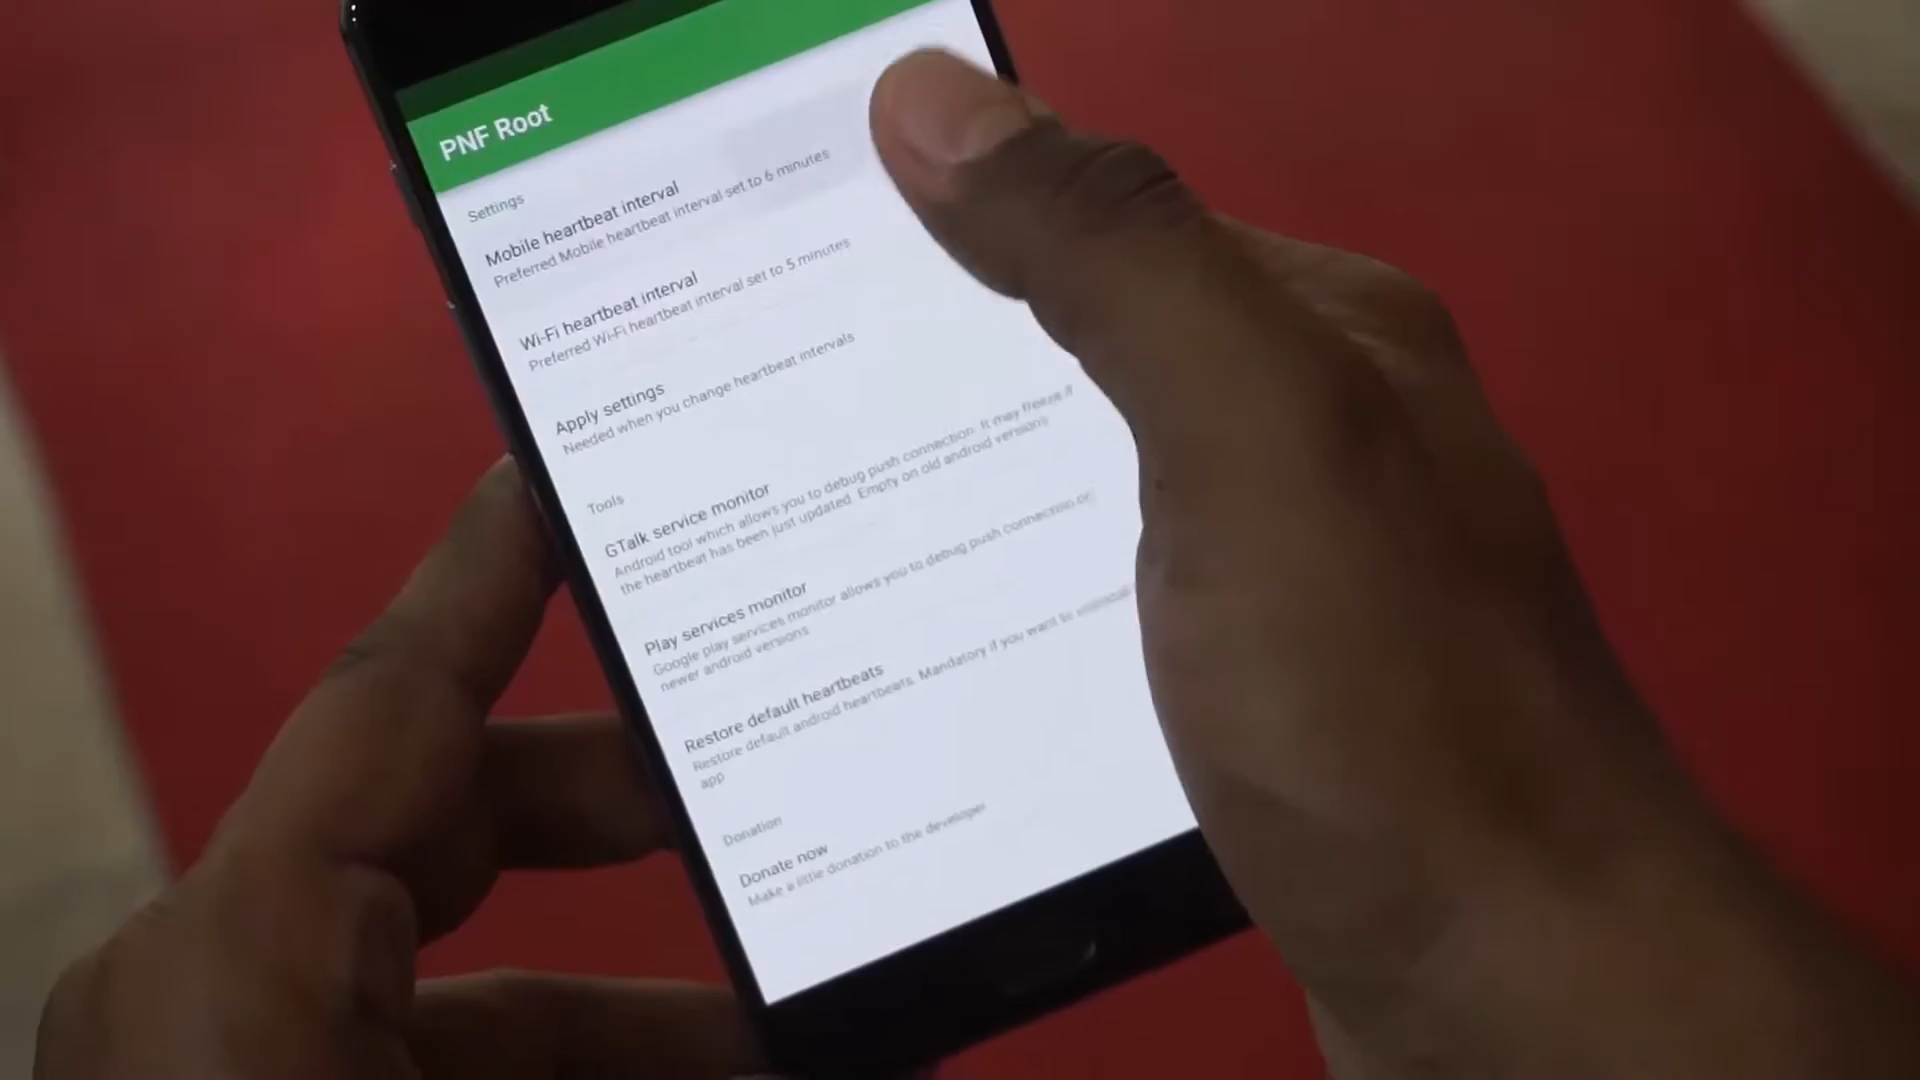 PNF Root
Settings
Mobile heartbeat interval
Preferred Mobile heartbeat interval set to 6 minutes
Wi-Fi heartbeat interval
Preferred Wi-Fi heartbeat interval set to 5 minutes
Apply settings
Needed when you change heartbeat intervals
Tools
GTalk service monitor
Android tool which allows you to debug push connection. It may freeze if
the heartbeat has been just updated. Empty on old android versions
Play services monitor
Google play services monitor allows you to debug push connection on
newer android versions
Restore default heartbeats
Restore default android heartbeats. Mandatory if you want to uninstall
app
Donation
Donate now
Make a little donation to the developer